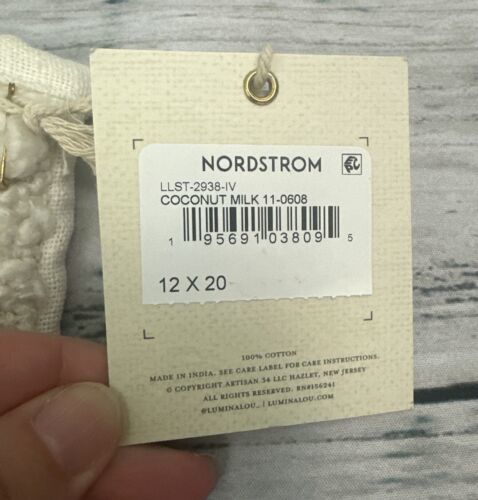 NORDSTROM
LLST-2938-IV
COCONUT MILK 11-0608
1 95691 03809 5
12 X 20
100% COTTON
MADE IN INDIA. SEE CARE LABEL FOR CARE INSTRUCTIONS.
© COPYRIGHT ARTISAN 34 LLC HAZLET, NEW JERSEY
ALL RIGHTS RESERVED. RN#156241
@LUMINALOU_ | LUMINALOU.COM